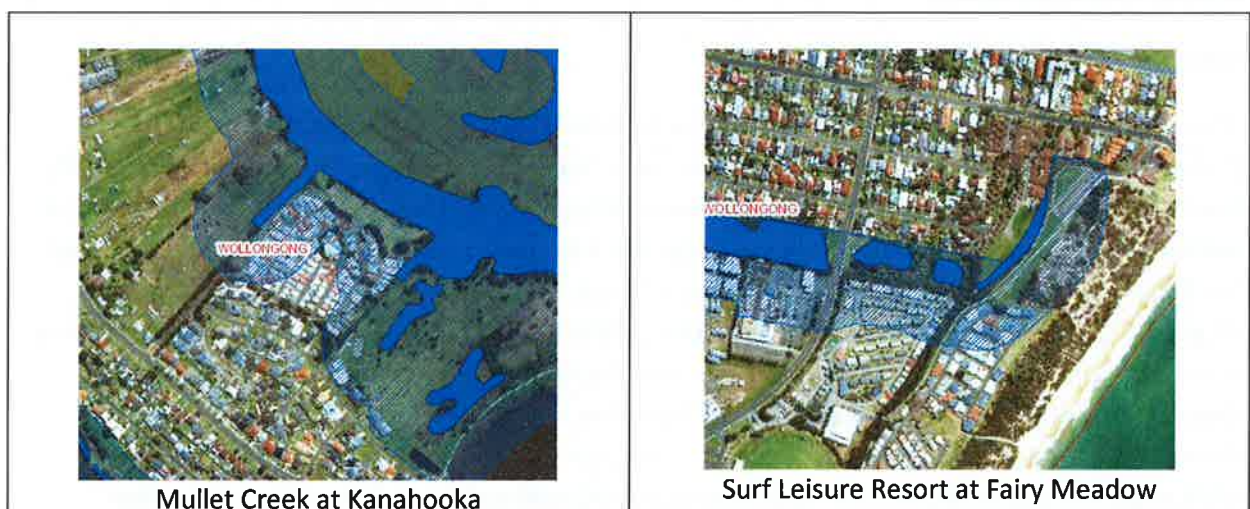 WOLLONGONG
Mullet Creek at Kanahooka
WOLLONGONG
Surf Leisure Resort at Fairy Meadow